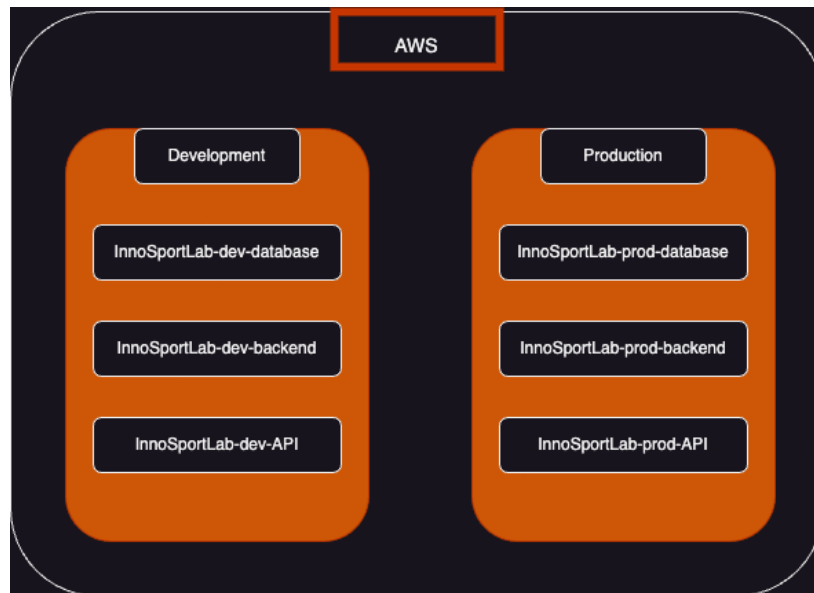 AWS
Development
InnoSportLab-dev-database
InnoSportLab-dev-backend
InnoSportLab-dev-API
Production
InnoSportLab-prod-database
InnoSportLab-prod-backend
InnoSportLab-prod-API